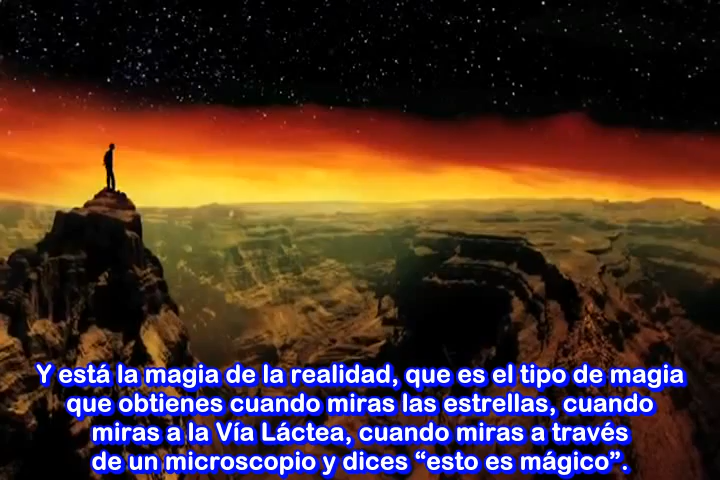 Y está la magia de la realidad, que es el tipo de magia
que obtienes cuando miras las estrellas, cuando
miras a la Vía Láctea, cuando miras a través
de un microscopio y dices “esto es mágico”.